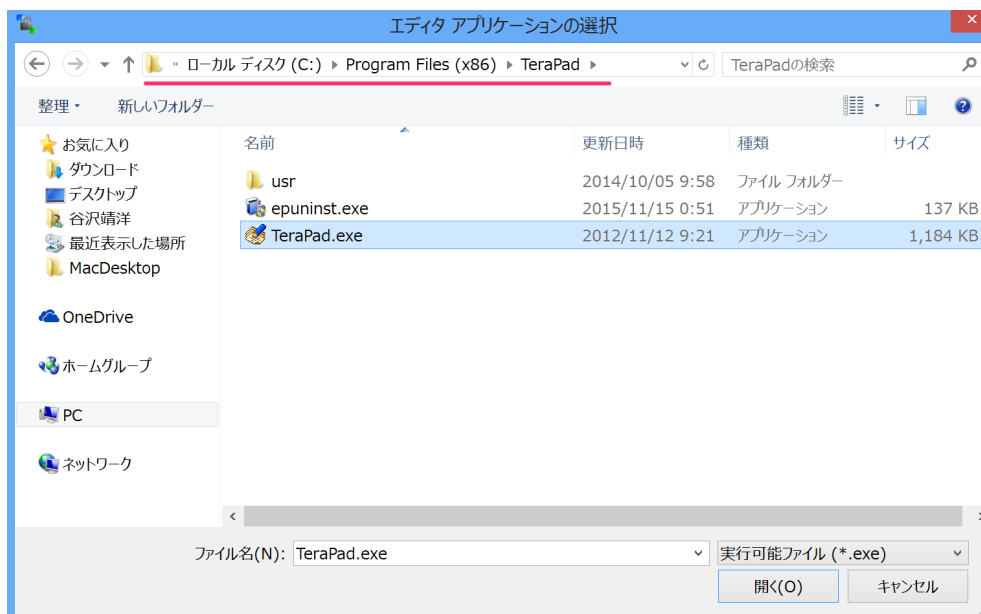 エディタ アプリケーションの選択
« ローカル ディスク (C:) ▸ Program Files (x86) ▸ TeraPad ▸ TeraPadの検索
整理 新しいフォルダー
名前 更新日時 種類 サイズ
お気に入り
ダウンロード
デスクトップ
谷沢靖洋
最近表示した場所
MacDesktop
OneDrive
ホームグループ
PC
ネットワーク
usr 2014/10/05 9:58 ファイル フォルダー
epuninst.exe 2015/11/15 0:51 アプリケーション 137 KB
TeraPad.exe 2012/11/12 9:21 アプリケーション 1,184 KB
ファイル名(N): TeraPad.exe 実行可能ファイル (*.exe)
開く(O) キャンセル